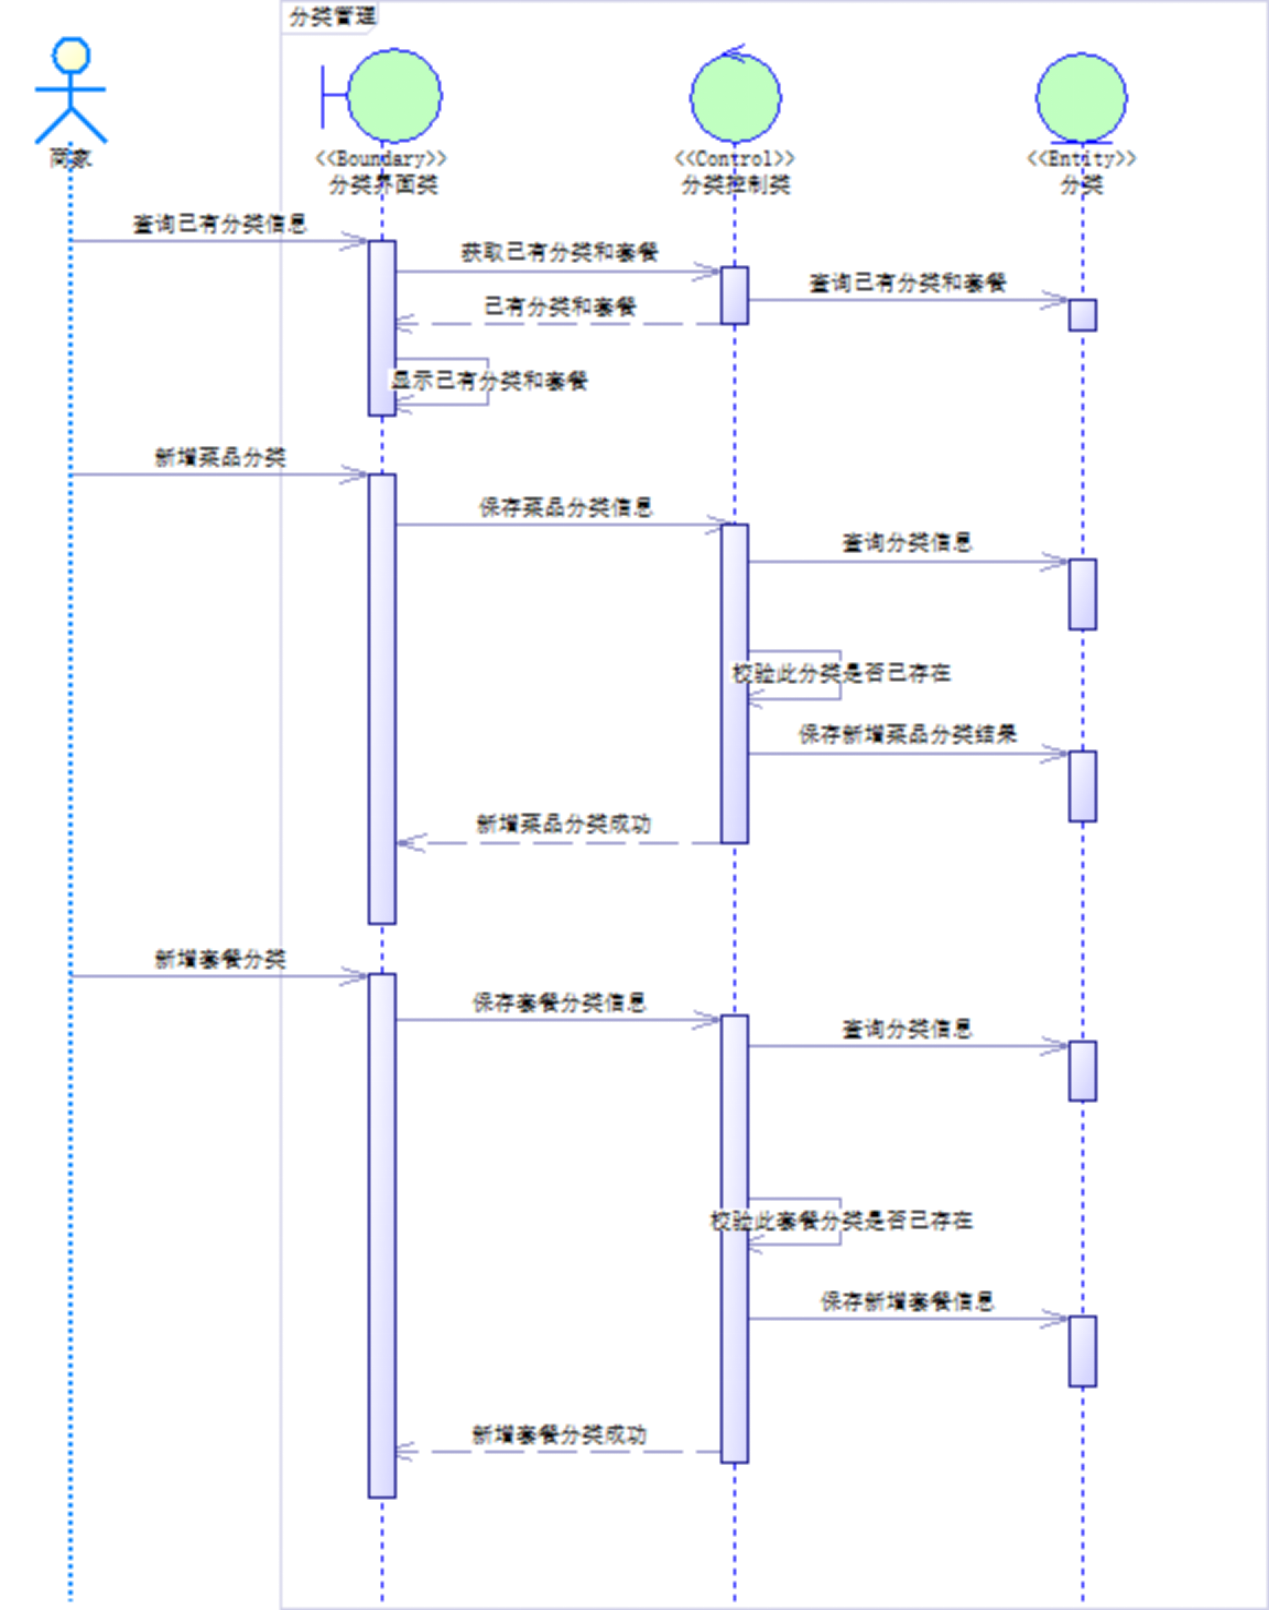 分类管理
商家
<<Boundary>>
分类界面类
<<Control>>
分类控制类
<<Entity>>
分类
查询已有分类信息
获取已有分类和套餐
查询已有分类和套餐
已有分类和套餐
显示已有分类和套餐
新增菜品分类
保存菜品分类信息
查询分类信息
校验此分类是否已存在
保存新增菜品分类结果
新增菜品分类成功
新增套餐分类
保存套餐分类信息
查询分类信息
校验此套餐分类是否已存在
保存新增套餐信息
新增套餐分类成功